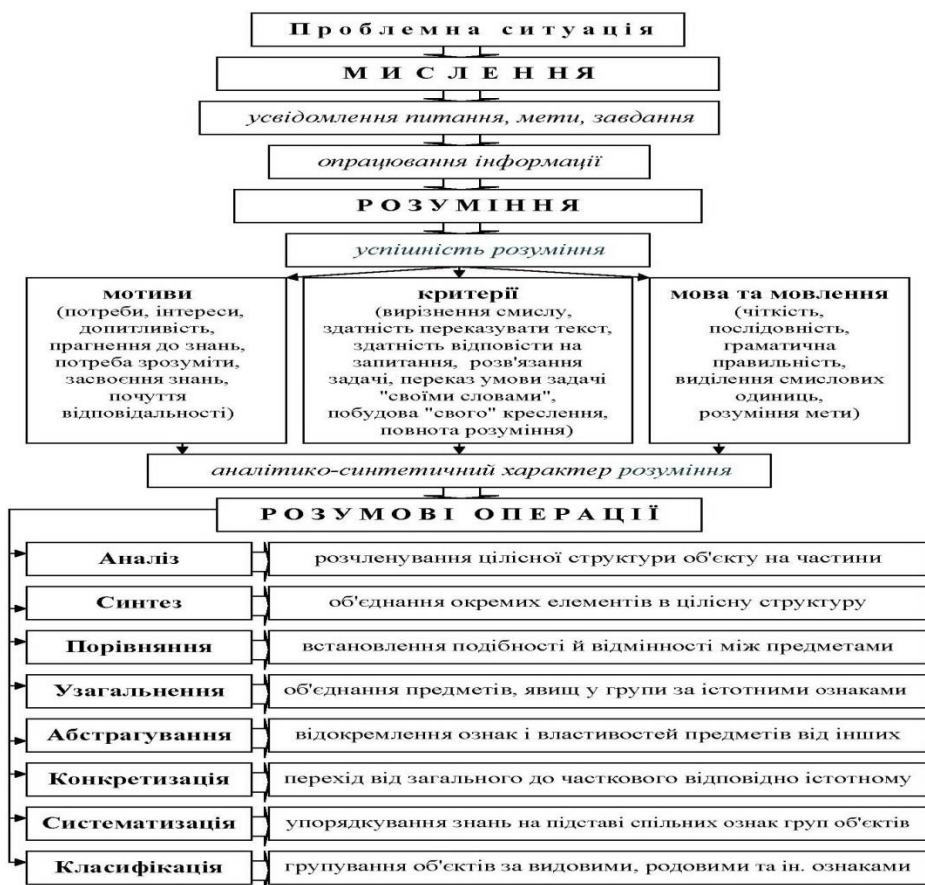 Проблемна ситуація
МИСЛЕННЯ
усвідомлення питання, мети, завдання
опрацювання інформації
РОЗУМІННЯ
успішність розуміння
мотиви
(потреби, інтереси,
допитливість,
прагнення до знань,
потреба зрозуміти,
засвоєння знань,
почуття
відповідальності)
критерії
(вирізнення смислу,
здатність переказувати текст,
здатність відповісти на
запитання, розв'язання
задачі, переказ умови задачі
"своїми словами",
побудова "свого" креслення,
повнота розуміння)
мова та мовлення
(чіткість,
послідовність,
граматична
правильність,
виділення смислових
одиниць,
розуміння мети)
аналітико-синтетичний характер розуміння
РОЗУМОВІ ОПЕРАЦІЇ
Аналіз
розчленування цілісної структури об'єкту на частини
Синтез
об'єднання окремих елементів в цілісну структуру
Порівняння
встановлення подібності й відмінності між предметами
Узагальнення
об'єднання предметів, явищ у групи за істотними ознаками
Абстрагування
відокремлення ознак і властивостей предметів від інших
Конкретизація
перехід від загального до часткового відповідно істотному
Систематизація
упорядкування знань на підставі спільних ознак груп об'єктів
Класифікація
групування об'єктів за видовими, родовими та ін. ознаками